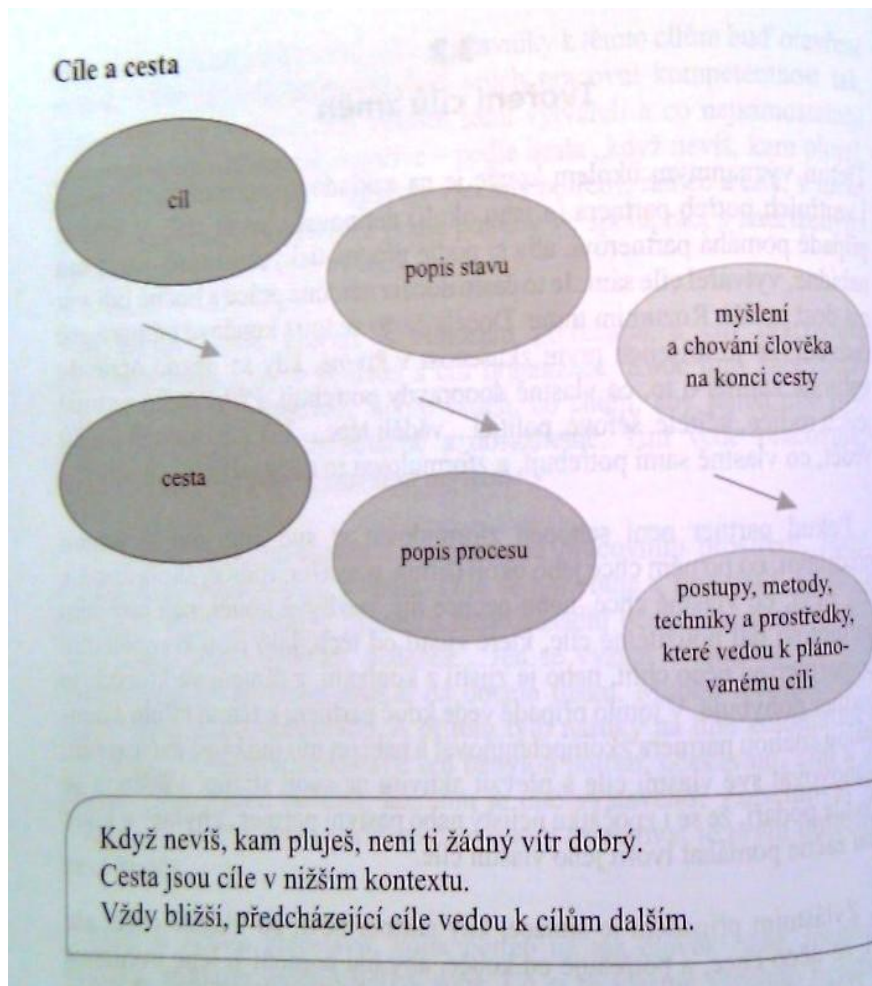 Cíle a cesta
cíl
popis stavu
myšlení
a chování člověka
na konci cesty
cesta
popis procesu
postupy, metody,
techniky a prostředky,
které vedou k pláno-
vanému cíli
Když nevíš, kam pluješ, není ti žádný vítr dobrý.
Cesta jsou cíle v nižším kontextu.
Vždy bližší, předcházející cíle vedou k cílům dalším.